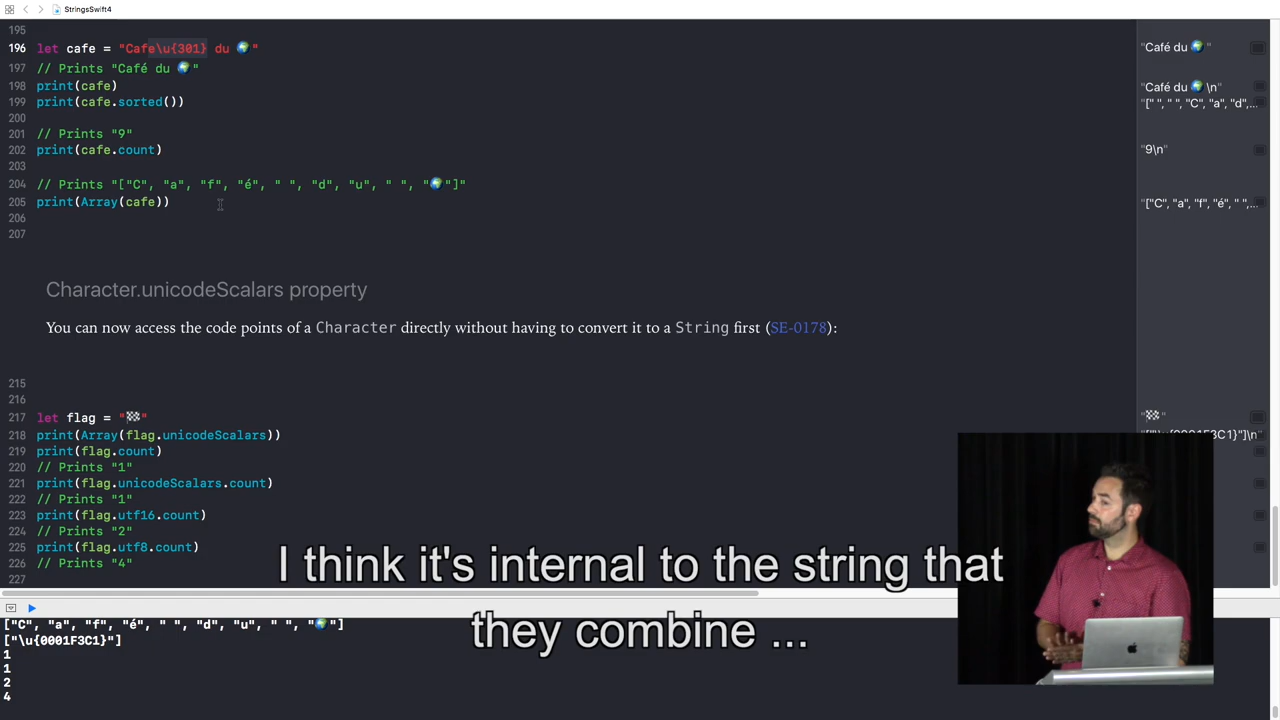 StringsSwift4
195
196 let cafe = "Cafe\u{301} du 🌍"
197 // Prints "Café du 🌍"
198 print(cafe)
199 print(cafe.sorted())
200
201 // Prints "9"
202 print(cafe.count)
203
204 // Prints "["C", "a", "f", "é", " ", "d", "u", " ", "🌍"]"
205 print(Array(cafe))
206
207
Character.unicodeScalars property
You can now access the code points of a Character directly without having to convert it to a String first (SE-0178):
215
216
217 let flag = "🏁"
218 print(Array(flag.unicodeScalars))
219 print(flag.count)
220 // Prints "1"
221 print(flag.unicodeScalars.count)
222 // Prints "1"
223 print(flag.utf16.count)
224 // Prints "2"
225 print(flag.utf8.count)
226 // Prints "4"
227
"Café du 🌍"
"Café du 🌍\n"
"[" ", " ", "C", "a", "d",...
"9\n"
"["C", "a", "f", "é", " ",...
"🏁"
"["\u{0001F3C1}"]\n"
I think it's internal to the string that
they combine ...
["C", "a", "f", "é", " ", "d", "u", " ", "🌍"]
["\u{0001F3C1}"]
1
1
2
4